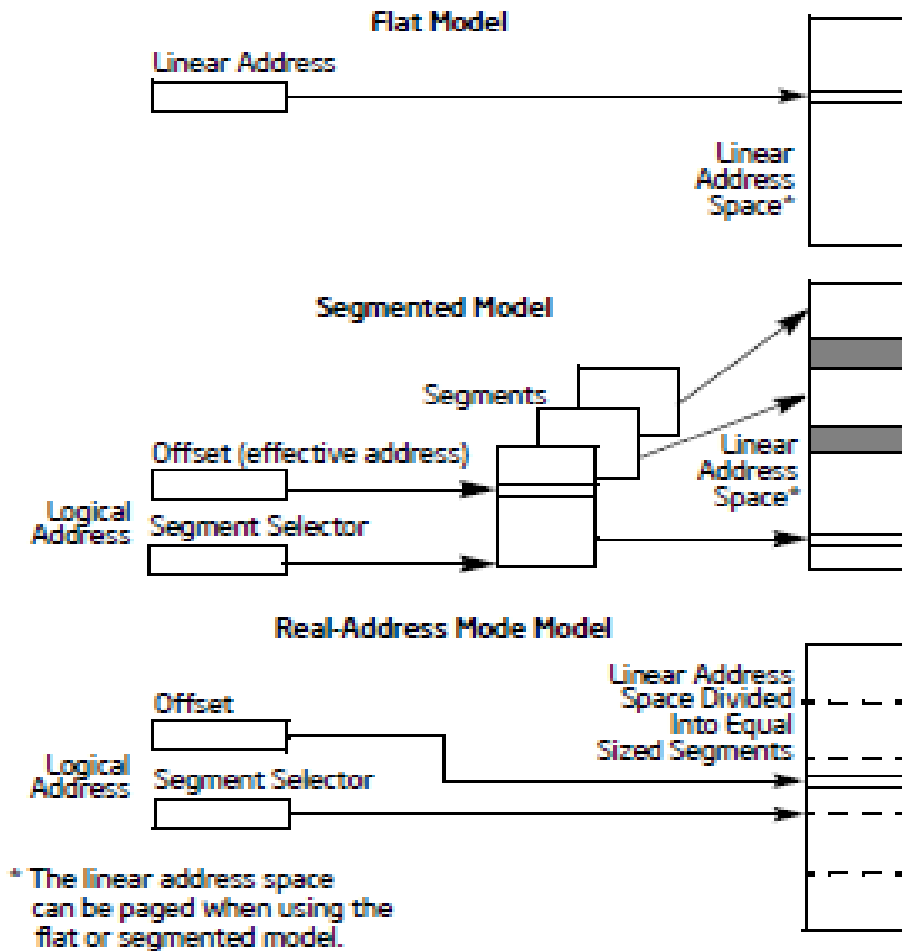 Flat Model
Linear Address
Linear
Address
Space*
Segmented Model
Segments
Offset (effective address)
Logical
Address
Segment Selector
Linear
Address
Space*
Real-Address Mode Model
Linear Address
Space Divided
Into Equal
Sized Segments
Offset
Logical
Address
Segment Selector
* The linear address space
can be paged when using the
flat or segmented model.